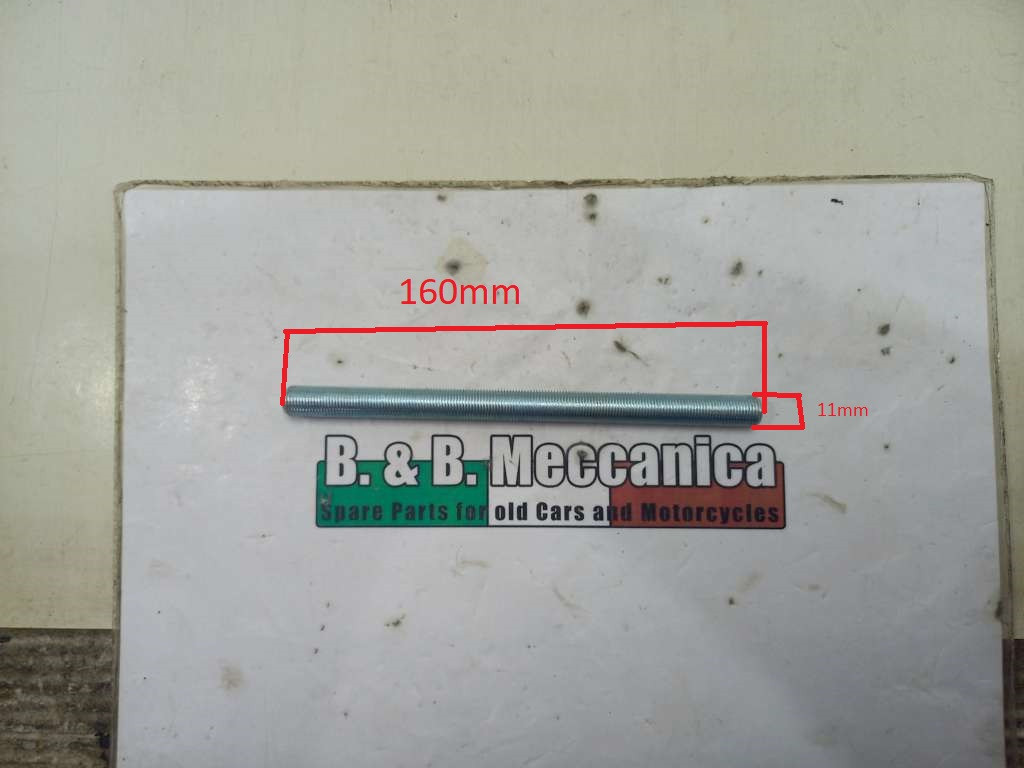 160mm
11mm
B. & B. Meccanica
Spare Parts for old Cars and Motorcycles